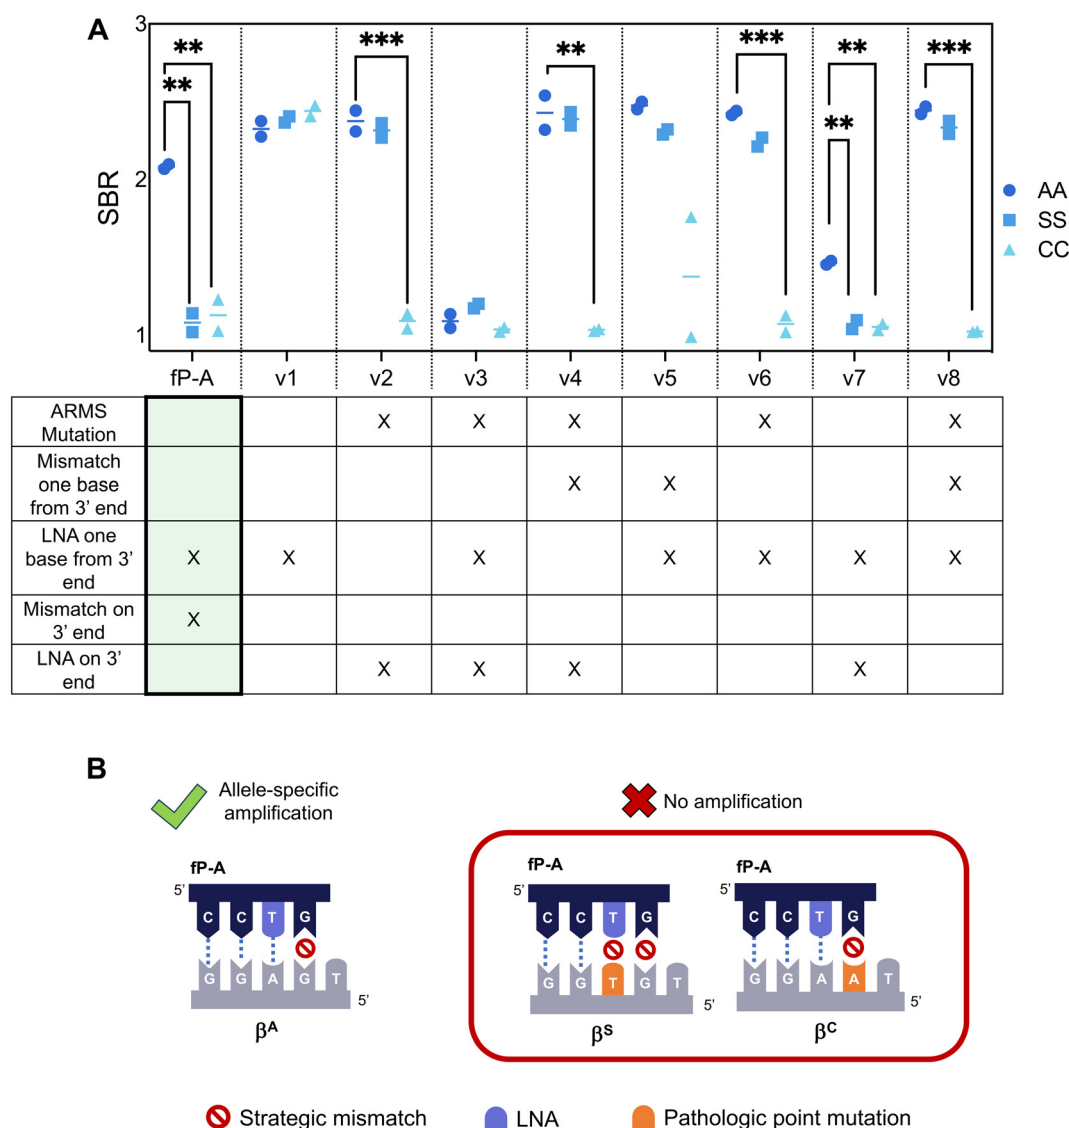 A
3
2
1
SBR
**
**
***
**
***
**
**
***
AA
SS
CC
fP-A v1 v2 v3 v4 v5 v6 v7 v8
ARMS
Mutation
X X X X X
Mismatch
one base
from 3’ end
X X X
LNA one
base from 3’
end
X X X X X X X
Mismatch on
3’ end
X
LNA on 3’
end
X X X X
B
Allele-specific
amplification
No amplification
fP-A
5’
C C T G
G G A G T
5’
βA
fP-A
5’
C C T G
G G T G T
5’
βS
fP-A
5’
C C T G
G G A A T
5’
βC
Strategic mismatch
LNA
Pathologic point mutation